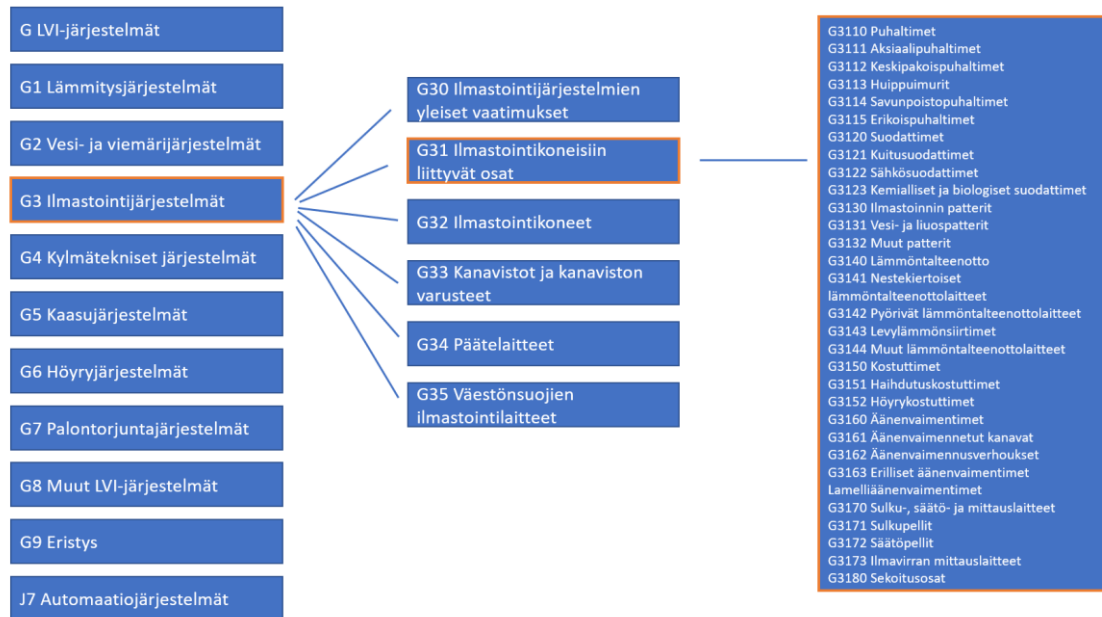 G LVI-järjestelmät
G1 Lämmitysjärjestelmät
G2 Vesi- ja viemärijärjestelmät
G3 Ilmastointijärjestelmät
G4 Kylmätekniset järjestelmät
G5 Kaasujärjestelmät
G6 Höyryjärjestelmät
G7 Palontorjuntajärjestelmät
G8 Muut LVI-järjestelmät
G9 Eristys
J7 Automaatiojärjestelmät
G30 Ilmastointijärjestelmien
yleiset vaatimukset
G31 Ilmastointikoneisiin
liittyvät osat
G32 Ilmastointikoneet
G33 Kanavistot ja kanaviston
varusteet
G34 Päätelaitteet
G35 Väestönsuojien
ilmastointilaitteet
G3110 Puhaltimet
G3111 Aksiaalipuhaltimet
G3112 Keskipakoispuhaltimet
G3113 Huippuimurit
G3114 Savunpoistopuhaltimet
G3115 Erikoispuhaltimet
G3120 Suodattimet
G3121 Kuitusuodattimet
G3122 Sähkösuodattimet
G3123 Kemialliset ja biologiset suodattimet
G3130 Ilmastoinnin patterit
G3131 Vesi- ja liuospatterit
G3132 Muut patterit
G3140 Lämmöntalteenotto
G3141 Nestekiertoiset
lämmöntalteenottolaitteet
G3142 Pyörivät lämmöntalteenottolaitteet
G3143 Levylämmönsiirtimet
G3144 Muut lämmöntalteenottolaitteet
G3150 Kostuttimet
G3151 Haihdutuskostuttimet
G3152 Höyrykostuttimet
G3160 Äänenvaimentimet
G3161 Äänenvaimennetut kanavat
G3162 Äänenvaimennusverhoukset
G3163 Erilliset äänenvaimentimet
Lamelliäänenvaimentimet
G3170 Sulku-, säätö- ja mittauslaitteet
G3171 Sulkupellit
G3172 Säätöpellit
G3173 Ilmavirran mittauslaitteet
G3180 Sekoitusosat